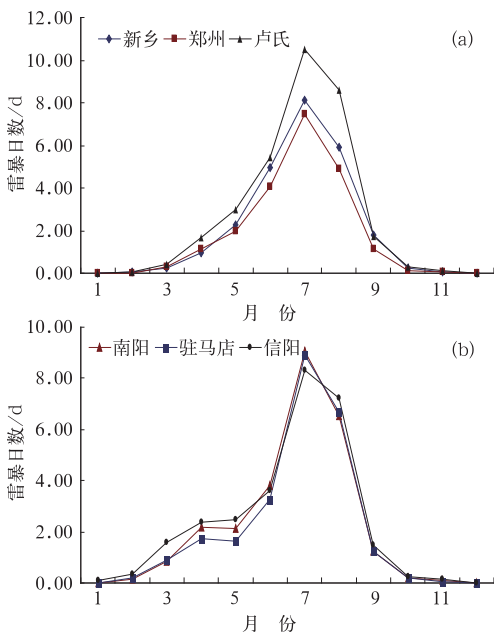 新乡 郑州 卢氏 (a)
12.00
10.00
8.00
6.00
4.00
2.00
0.00
雷暴日数/d
1 3 5 7 9 11
月 份
南阳 驻马店 信阳 (b)
10.00
8.00
6.00
4.00
2.00
0.00
雷暴日数/d
1 3 5 7 9 11
月 份